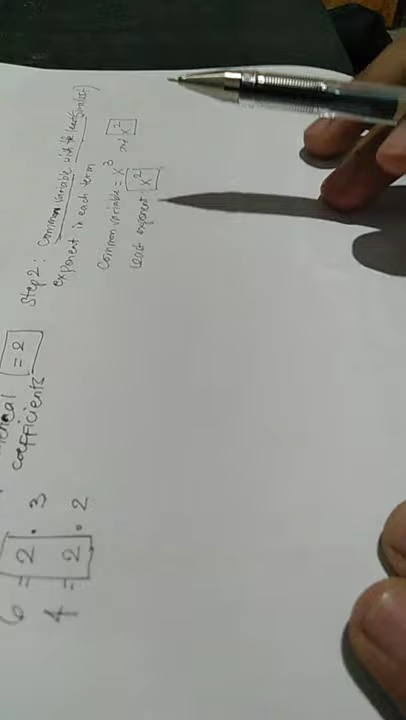 coefficients = 2
6 = 2 · 3
4 = 2 · 2
Step 2: Common variable with the least (smallest)
exponent in each term
Common variable = x³ ~ x²
least exponent x²